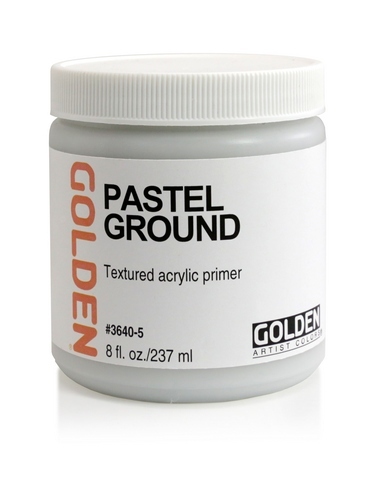 GOLDEN®
PASTEL
GROUND
Textured acrylic primer
#3640-5
8 fl. oz./237 ml
GOLDEN
ARTIST COLORS